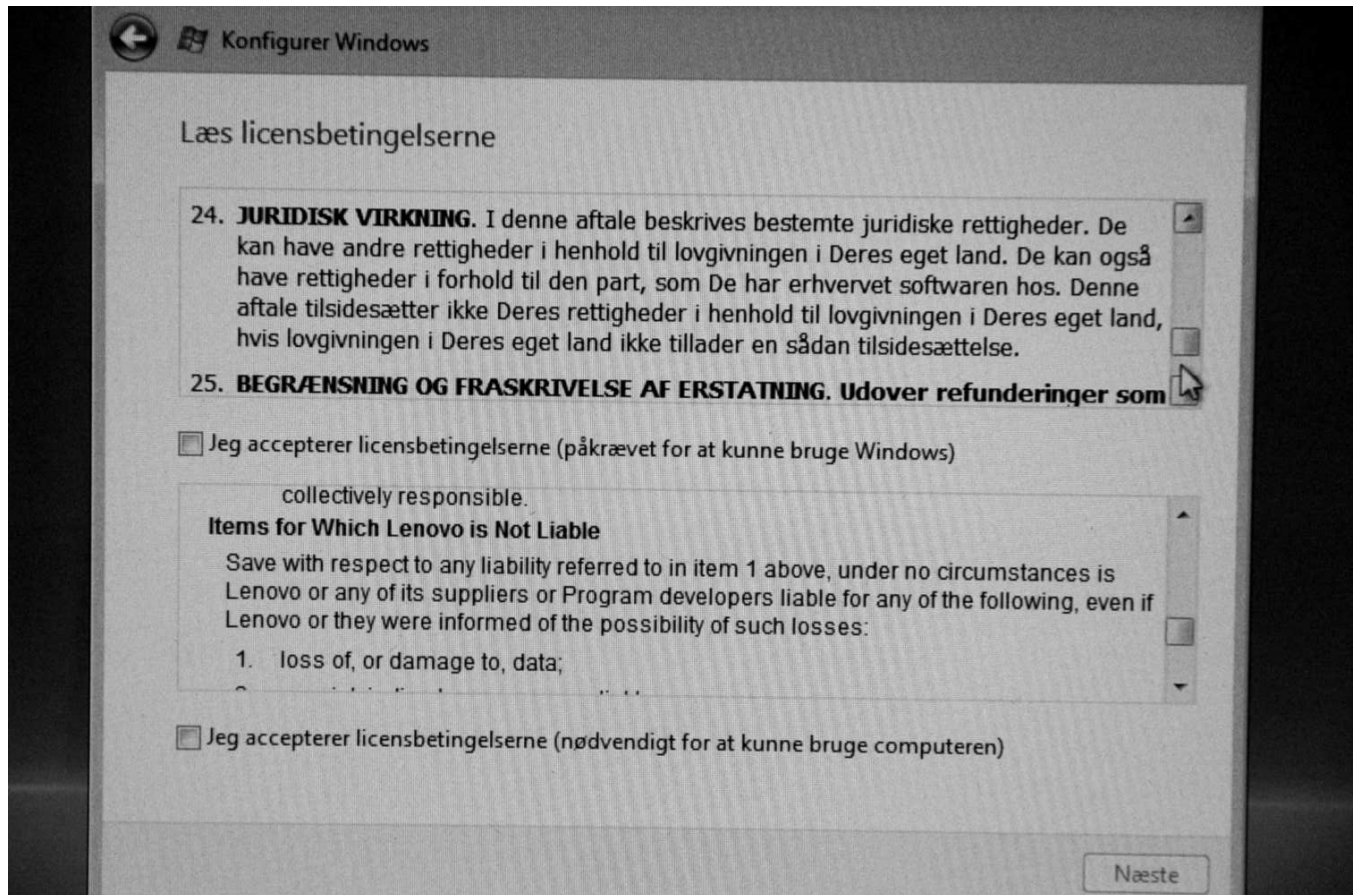 Konfigurer Windows
Læs licensbetingelserne
24. JURIDISK VIRKNING. I denne aftale beskrives bestemte juridiske rettigheder. De
kan have andre rettigheder i henhold til lovgivningen i Deres eget land. De kan også
have rettigheder i forhold til den part, som De har erhvervet softwaren hos. Denne
aftale tilsidesætter ikke Deres rettigheder i henhold til lovgivningen i Deres eget land,
hvis lovgivningen i Deres eget land ikke tillader en sådan tilsidesættelse.
25. BEGRÆNSNING OG FRASKRIVELSE AF ERSTATNING. Udover refunderinger som
Jeg accepterer licensbetingelserne (påkrævet for at kunne bruge Windows)
collectively responsible.
Items for Which Lenovo is Not Liable
Save with respect to any liability referred to in item 1 above, under no circumstances is
Lenovo or any of its suppliers or Program developers liable for any of the following, even if
Lenovo or they were informed of the possibility of such losses:
1. loss of, or damage to, data;
Jeg accepterer licensbetingelserne (nødvendigt for at kunne bruge computeren)
Næste